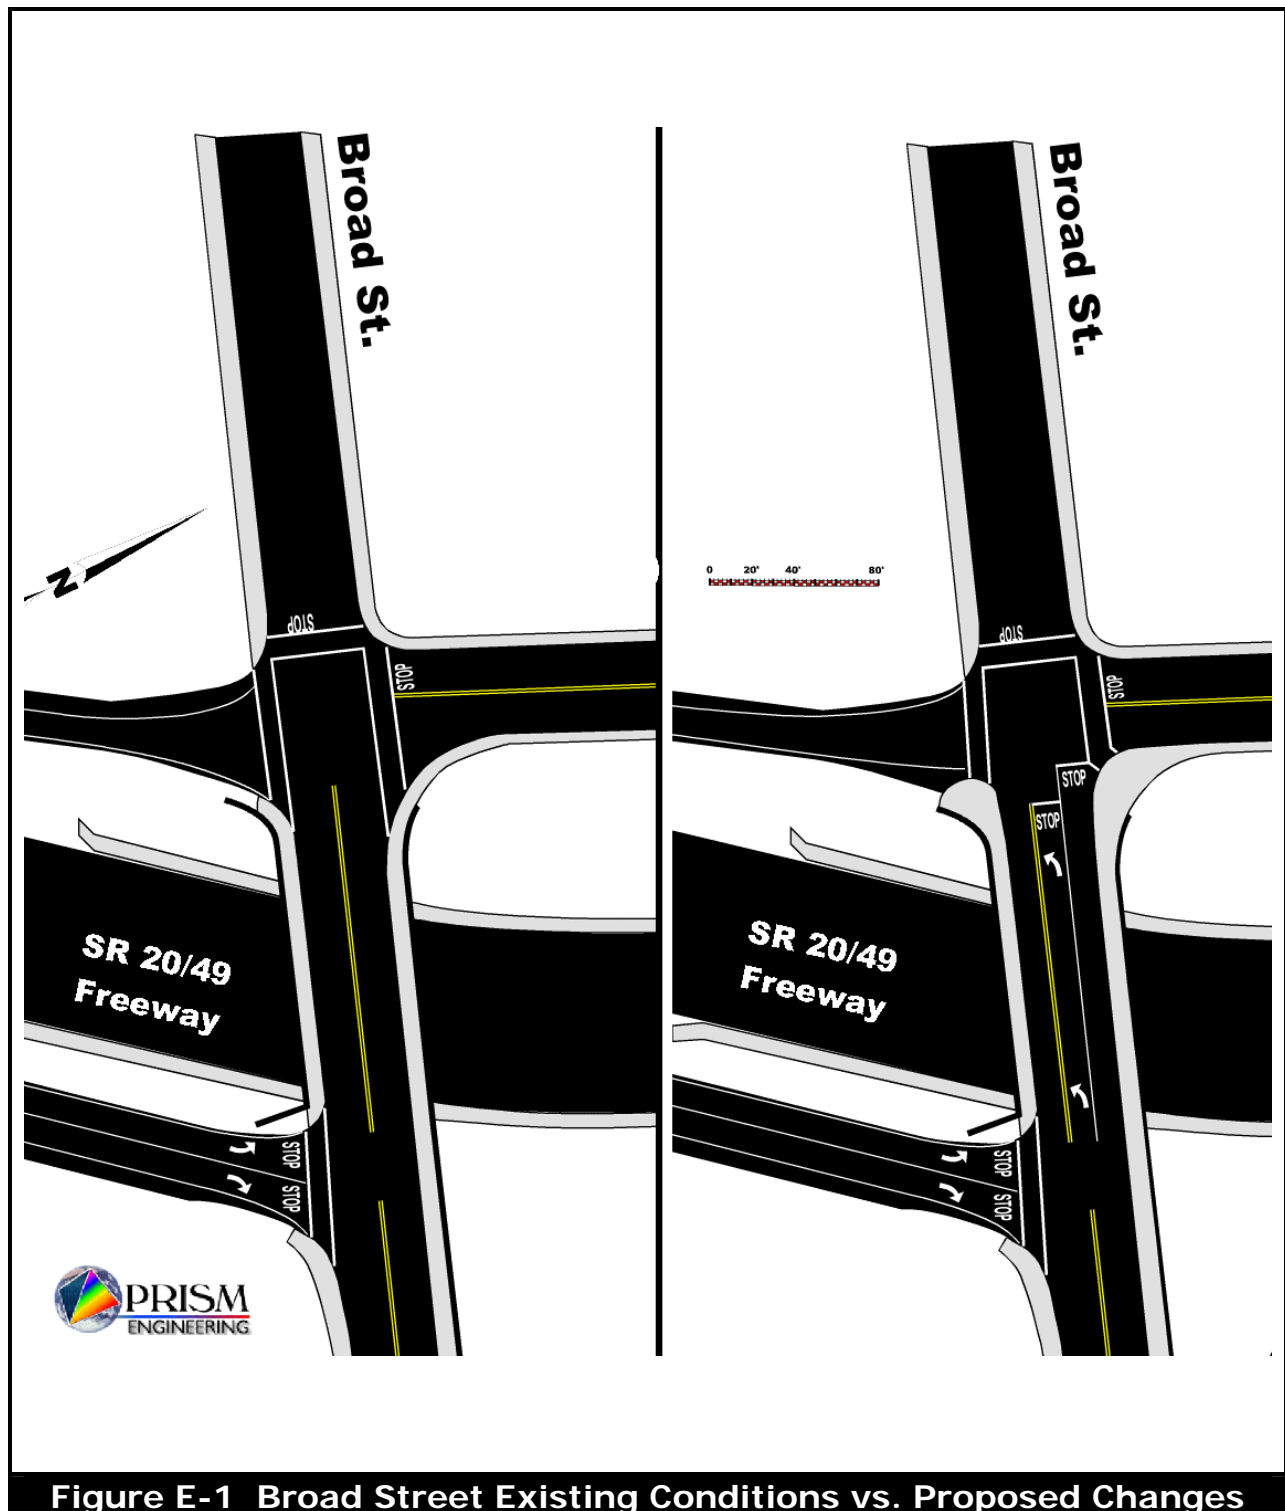 Broad St.
N
STOP
STOP
SR 20/49
Freeway
STOP
STOP
PRISM
ENGINEERING
Broad St.
0 20' 40' 80'
STOP
STOP
STOP
STOP
SR 20/49
Freeway
STOP
STOP
Figure E-1 Broad Street Existing Conditions vs. Proposed Changes